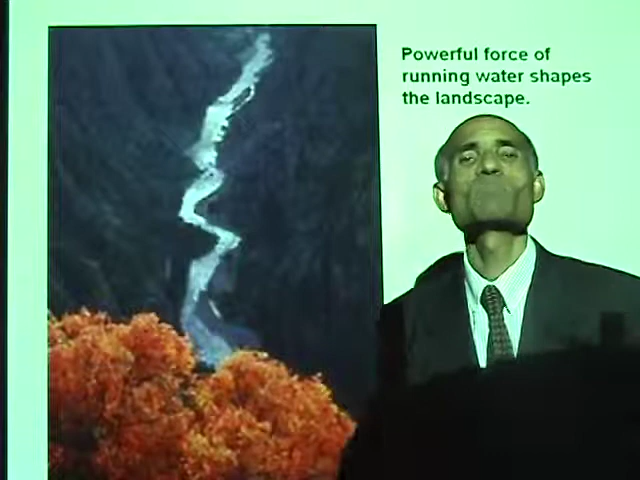 Powerful force of
running water shapes
the landscape.